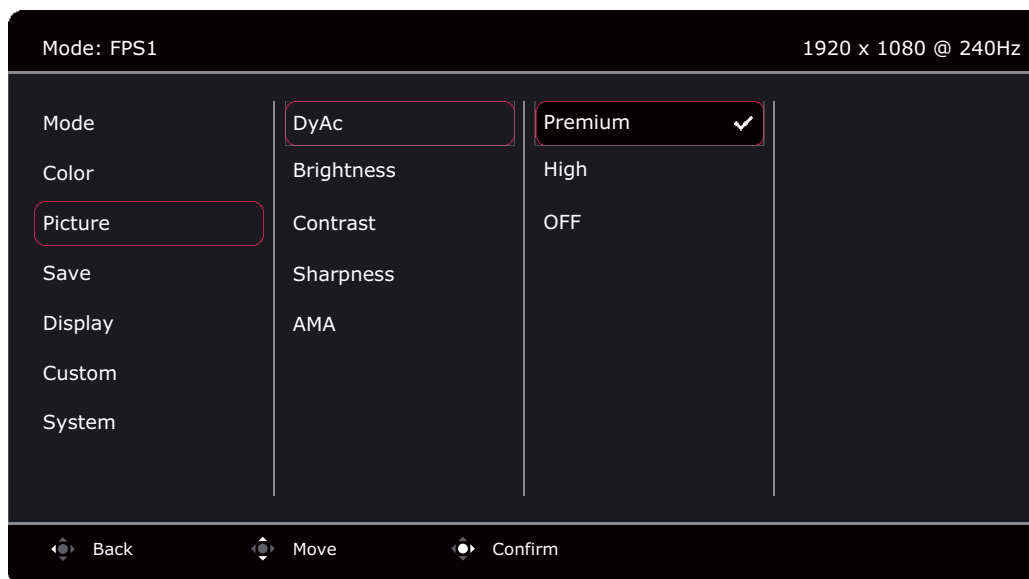 Mode: FPS1
1920 x 1080 @ 240Hz
Mode
Color
Picture
Save
Display
Custom
System
DyAc
Brightness
Contrast
Sharpness
AMA
Premium
High
OFF
Back
Move
Confirm